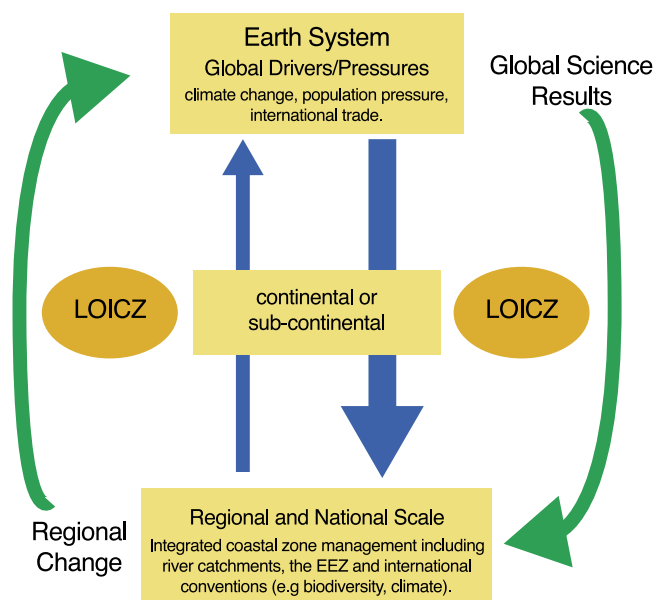 Earth System
Global Drivers/Pressures
climate change, population pressure,
international trade.
Global Science
Results
LOICZ
continental or
sub-continental
LOICZ
Regional
Change
Regional and National Scale
Integrated coastal zone management including
river catchments, the EEZ and international
conventions (e.g biodiversity, climate).